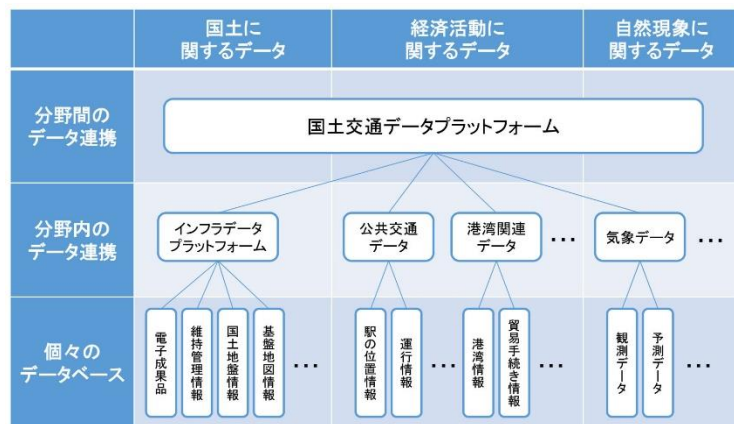 国土に
関するデータ
経済活動に
関するデータ
自然現象に
関するデータ
分野間の
データ連携
国土交通データプラットフォーム
分野内の
データ連携
インフラデータ
プラットフォーム
公共交通
データ
港湾関連
データ
･･･
気象データ
･･･
個々の
データベース
電子成果品
維持管理情報
国土地盤情報
基盤地図情報
･･･
駅の位置情報
運行情報
･･･
港湾情報
貿易手続き情報
･･･
観測データ
予測データ
･･･